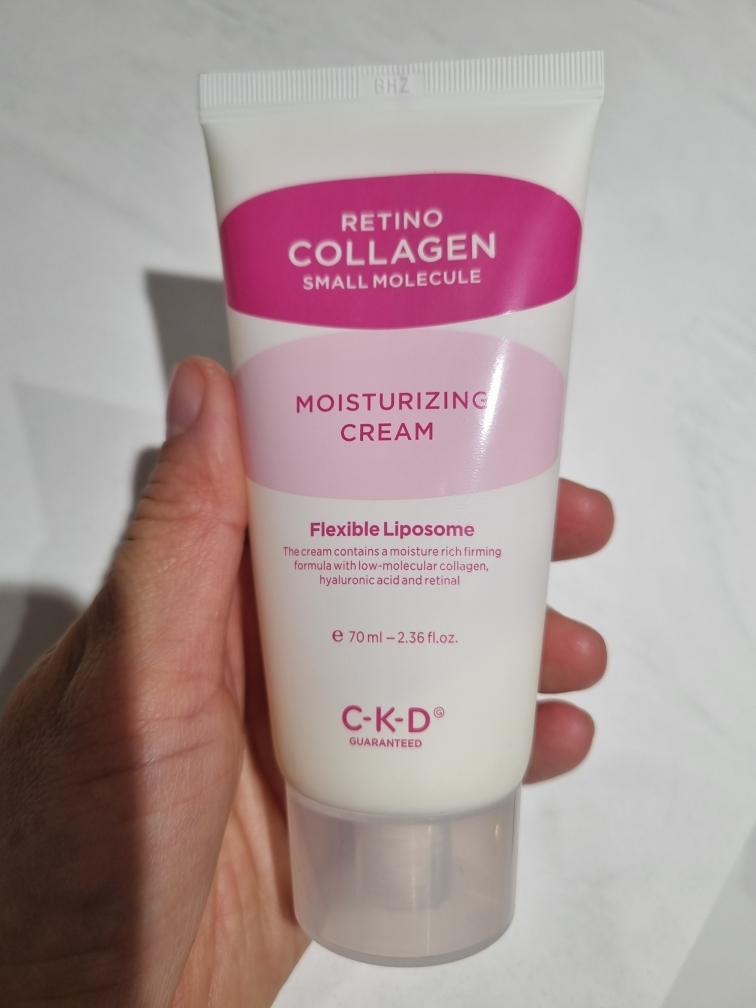 GHZ
RETINO
COLLAGEN
SMALL MOLECULE
MOISTURIZING
CREAM
Flexible Liposome
The cream contains a moisture rich firming
formula with low-molecular collagen,
hyaluronic acid and retinal
℮ 70 ml – 2.36 fl.oz.
C-K-D G
GUARANTEED